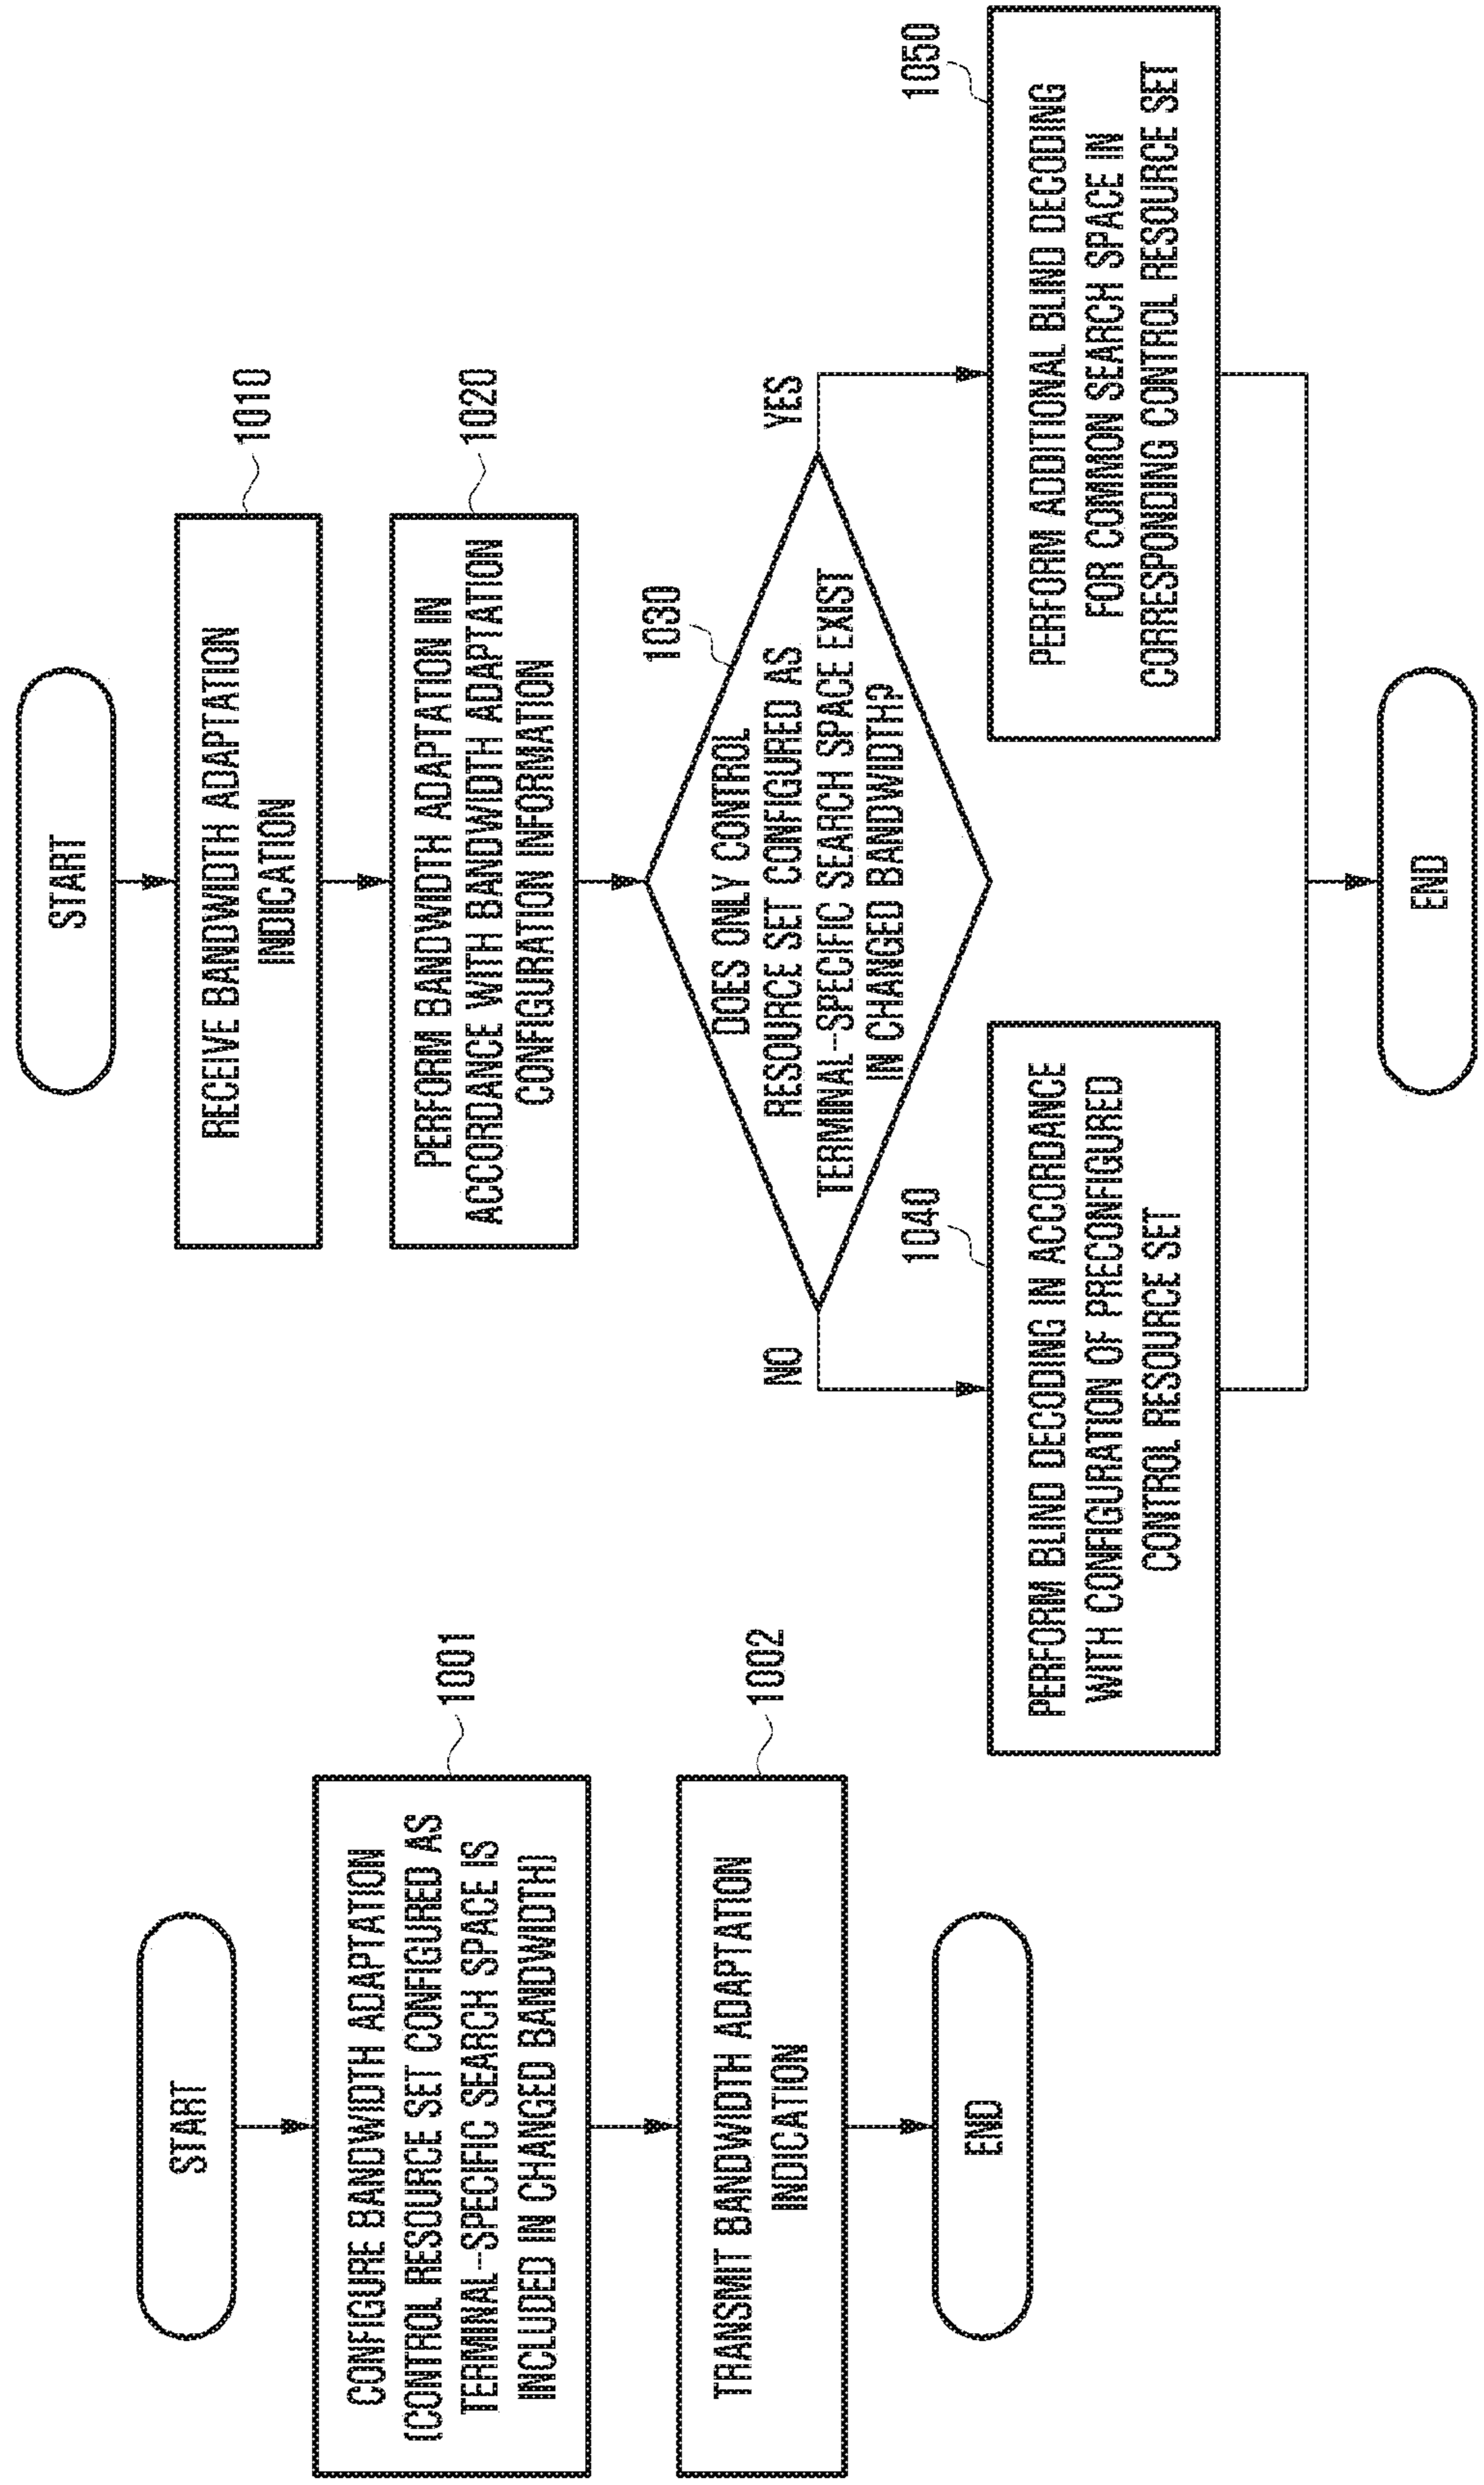 START
CONFIGURE BANDWIDTH ADAPTATION
(CONTROL RESOURCE SET CONFIGURED AS
TERMINAL-SPECIFIC SEARCH SPACE IS
INCLUDED IN CHANGED BANDWIDTH)
1001
TRANSMIT BANDWIDTH ADAPTATION
INDICATION
1002
END
START
RECEIVE BANDWIDTH ADAPTATION
INDICATION
1010
PERFORM BANDWIDTH ADAPTATION IN
ACCORDANCE WITH BANDWIDTH ADAPTATION
CONFIGURATION INFORMATION
1020
1030
DOES ONLY CONTROL
RESOURCE SET CONFIGURED AS
TERMINAL-SPECIFIC SEARCH SPACE EXIST
IN CHANGED BANDWIDTH?
NO
YES
1040
PERFORM BLIND DECODING IN ACCORDANCE
WITH CONFIGURATION OF PRECONFIGURED
CONTROL RESOURCE SET
1050
PERFORM ADDITIONAL BLIND DECODING
FOR COMMON SEARCH SPACE IN
CORRESPONDING CONTROL RESOURCE SET
END